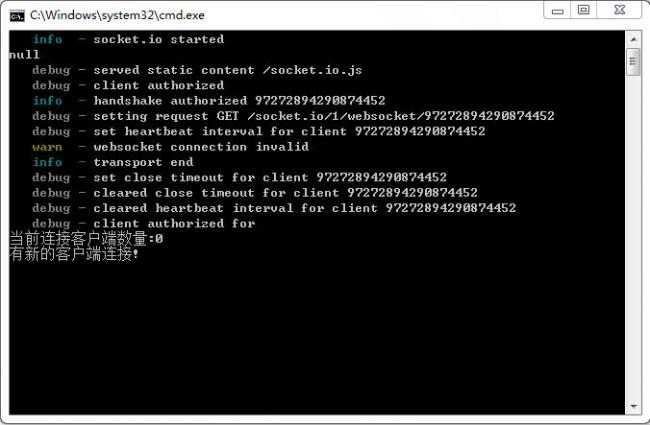 C:\Windows\system32\cmd.exe
info - socket.io started
null
debug - served static content /socket.io.js
debug - client authorized
info - handshake authorized 97272894290874452
debug - setting request GET /socket.io/1/websocket/97272894290874452
debug - set heartbeat interval for client 97272894290874452
warn - websocket connection invalid
info - transport end
debug - set close timeout for client 97272894290874452
debug - cleared close timeout for client 97272894290874452
debug - cleared heartbeat interval for client 97272894290874452
debug - client authorized for
当前连接客户端数量:0
有新的客户端连接!